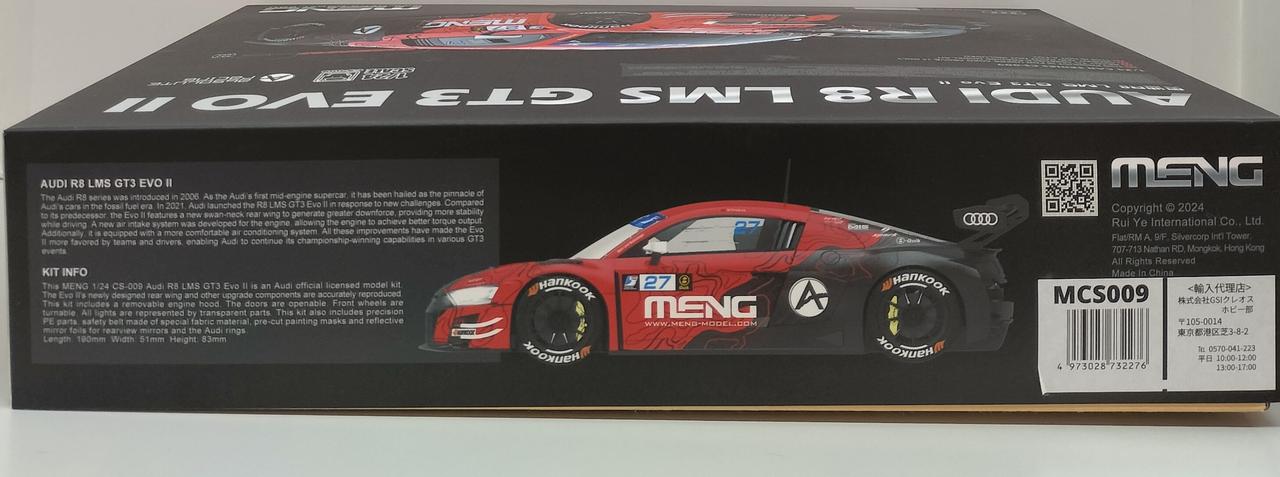 AUDI R8 LMS GT3 EVO II
1/24
SCALE
MENG
AUDI R8 LMS GT3 EVO II
The Audi R8 series was introduced in 2006. As the Audi's first mid-engine supercar, it has been hailed as the pinnacle of
Audi's cars in the fossil fuel era. In 2021, Audi launched the R8 LMS GT3 Evo II in response to new challenges. Compared
to its predecessor, the Evo II features a new swan-neck rear wing to generate greater downforce, providing more stability
while driving. A new air intake system was developed for the engine, allowing the engine to achieve better torque output.
Additionally, it is equipped with a more comfortable air conditioning system. All these improvements have made the Evo
II more favored by teams and drivers, enabling Audi to continue its championship-winning capabilities in various GT3
events.
KIT INFO
This MENG 1/24 CS-009 Audi R8 LMS GT3 Evo II is an Audi official licensed model kit.
The Evo II's newly designed rear wing and other upgrade components are accurately reproduced.
This kit includes a removable engine hood. The doors are openable. Front wheels are
turnable. All lights are represented by transparent parts. This kit also includes precision
PE parts, safety belt made of special fabric material, pre-cut painting masks and reflective
mirror foils for rearview mirrors and the Audi rings.
Length: 190mm Width: 51mm Height: 83mm
27
27
HANKOOK
HANKOOK
HANKOOK
HANKOOK
MENG
WWW.MENG-MODEL.COM
MENG
Copyright © 2024
Rui Ye International Co., Ltd.
Flat/RM A, 9/F, Silvercorp Int'l Tower,
707-713 Nathan RD, Mongkok, Hong Kong
All Rights Reserved
Made In China
MCS009
4 973028 732276
<輸入代理店>
株式会社GSIクレオス
ホビー部
〒105-0014
東京都港区芝3-8-2
TEL 0570-041-223
平日 10:00-12:00
13:00-17:00